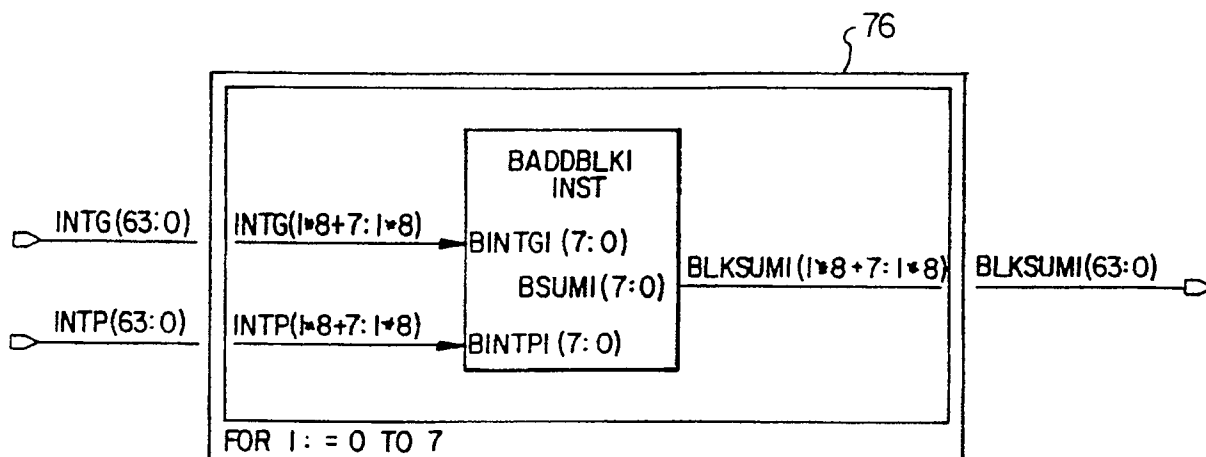 76
BADDBLKI
INST
INTG(63:0)
INTG(I*8+7:I*8)
BINTGI(7:0)
BSUMI(7:0)
BLKSUMI(I*8+7:I*8)
BLKSUMI(63:0)
INTP(63:0)
INTP(I*8+7:I*8)
BINTPI(7:0)
FOR I:=0 TO 7